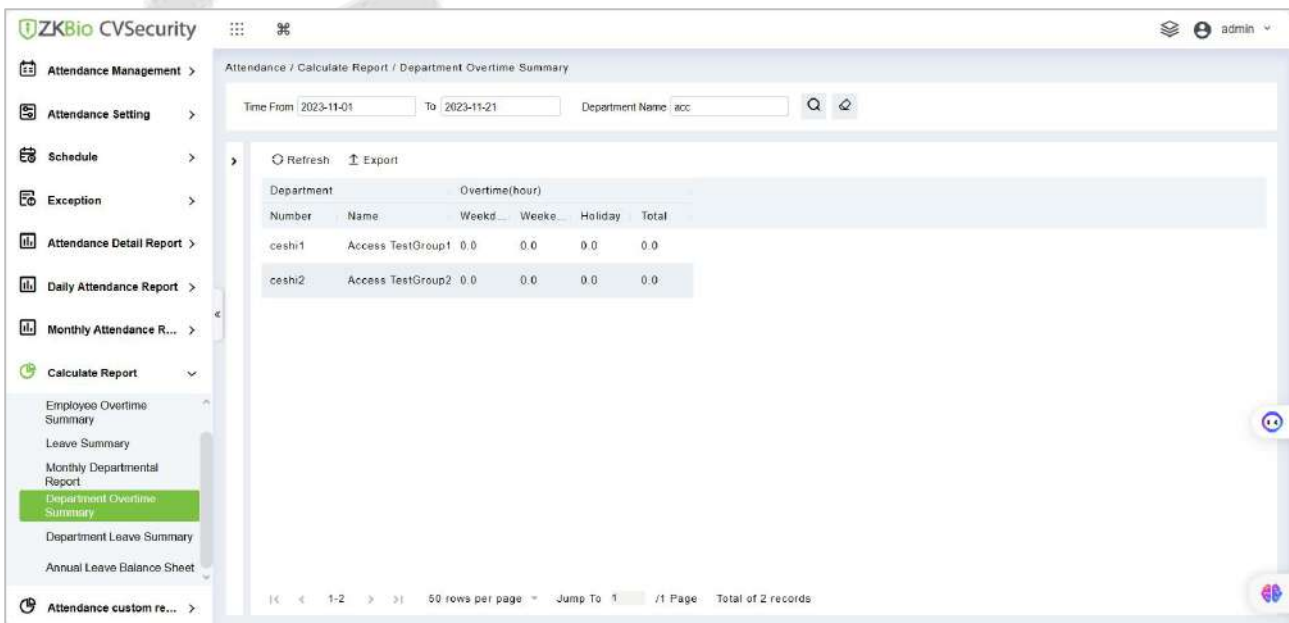 ZKBio CVSecurity
admin
Attendance Management
Attendance Setting
Schedule
Exception
Attendance Detail Report
Daily Attendance Report
Monthly Attendance R...
Calculate Report
Employee Overtime
Summary
Leave Summary
Monthly Departmental
Report
Department Overtime
Summary
Department Leave Summary
Annual Leave Balance Sheet
Attendance custom re...
Attendance / Calculate Report / Department Overtime Summary
Time From 2023-11-01 To 2023-11-21 Department Name acc
Refresh Export
Department Overtime(hour)
Number Name Weekd... Weeke... Holiday Total
ceshi1 Access TestGroup1 0.0 0.0 0.0 0.0
ceshi2 Access TestGroup2 0.0 0.0 0.0 0.0
1-2 50 rows per page Jump To 1 /1 Page Total of 2 records